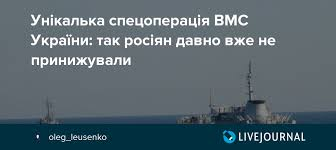 Унікалька спецоперація ВМС
України: так росіян давно вже не
принижували
oleg_leusenko
LIVEJOURNAL